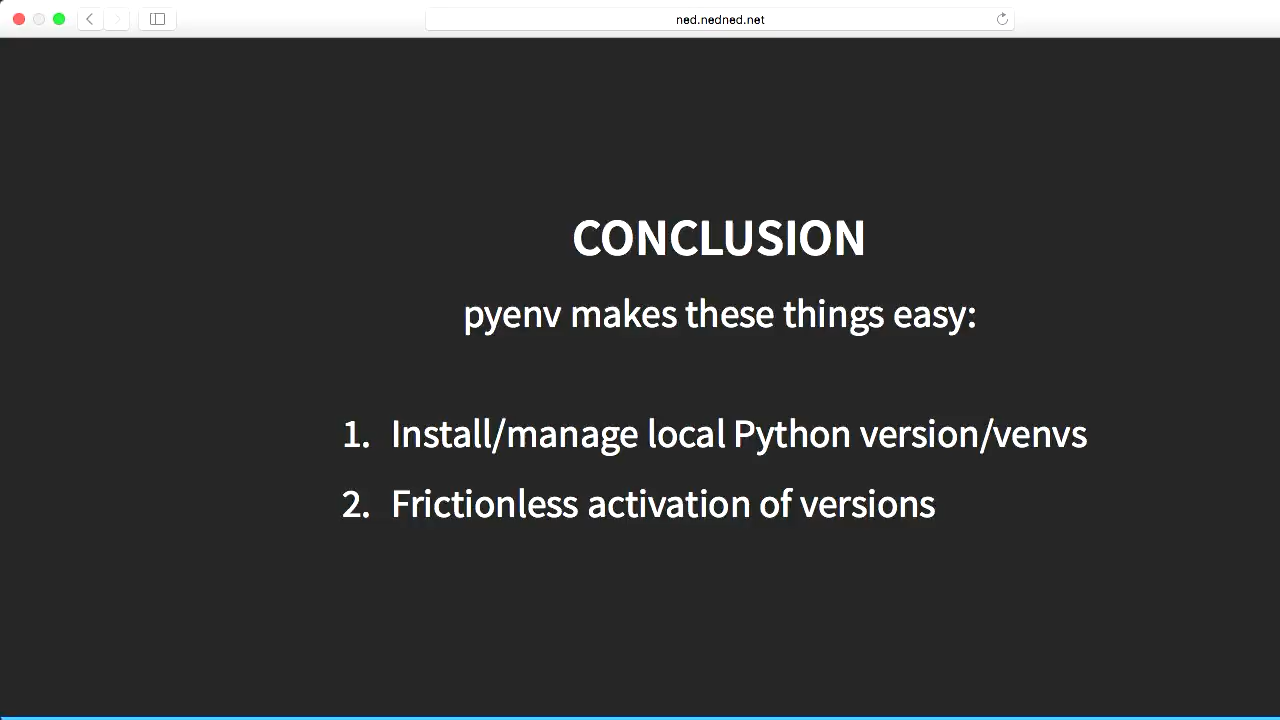 ned.nedned.net
CONCLUSION
pyenv makes these things easy:
1. Install/manage local Python version/venvs
2. Frictionless activation of versions